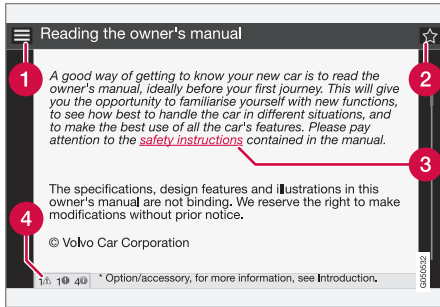 Reading the owner's manual
1
2
A good way of getting to know your new car is to read the
owner's manual, ideally before your first journey. This will give
you the opportunity to familiarise yourself with new functions,
to see how best to handle the car in different situations, and
to make the best use of all the car's features. Please pay
attention to the safety instructions contained in the manual.
3
The specifications, design features and illustrations in this
owner's manual are not binding. We reserve the right to make
modifications without prior notice.
4
© Volvo Car Corporation
1 1 4 * Option/accessory, for more information, see Introduction.
G050532